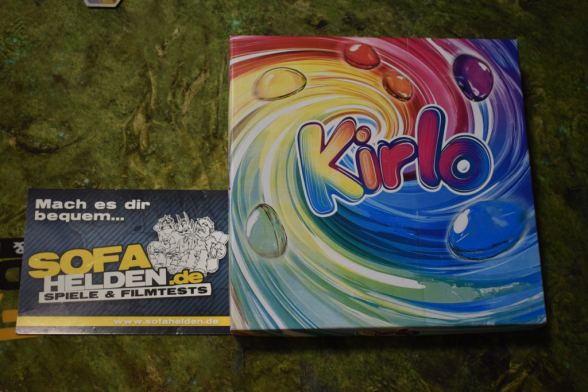 Kirlo
Mach es dir
bequem...
SOFA
HELDEN.de
SPIELE & FILMTESTS
www.sofahelden.de